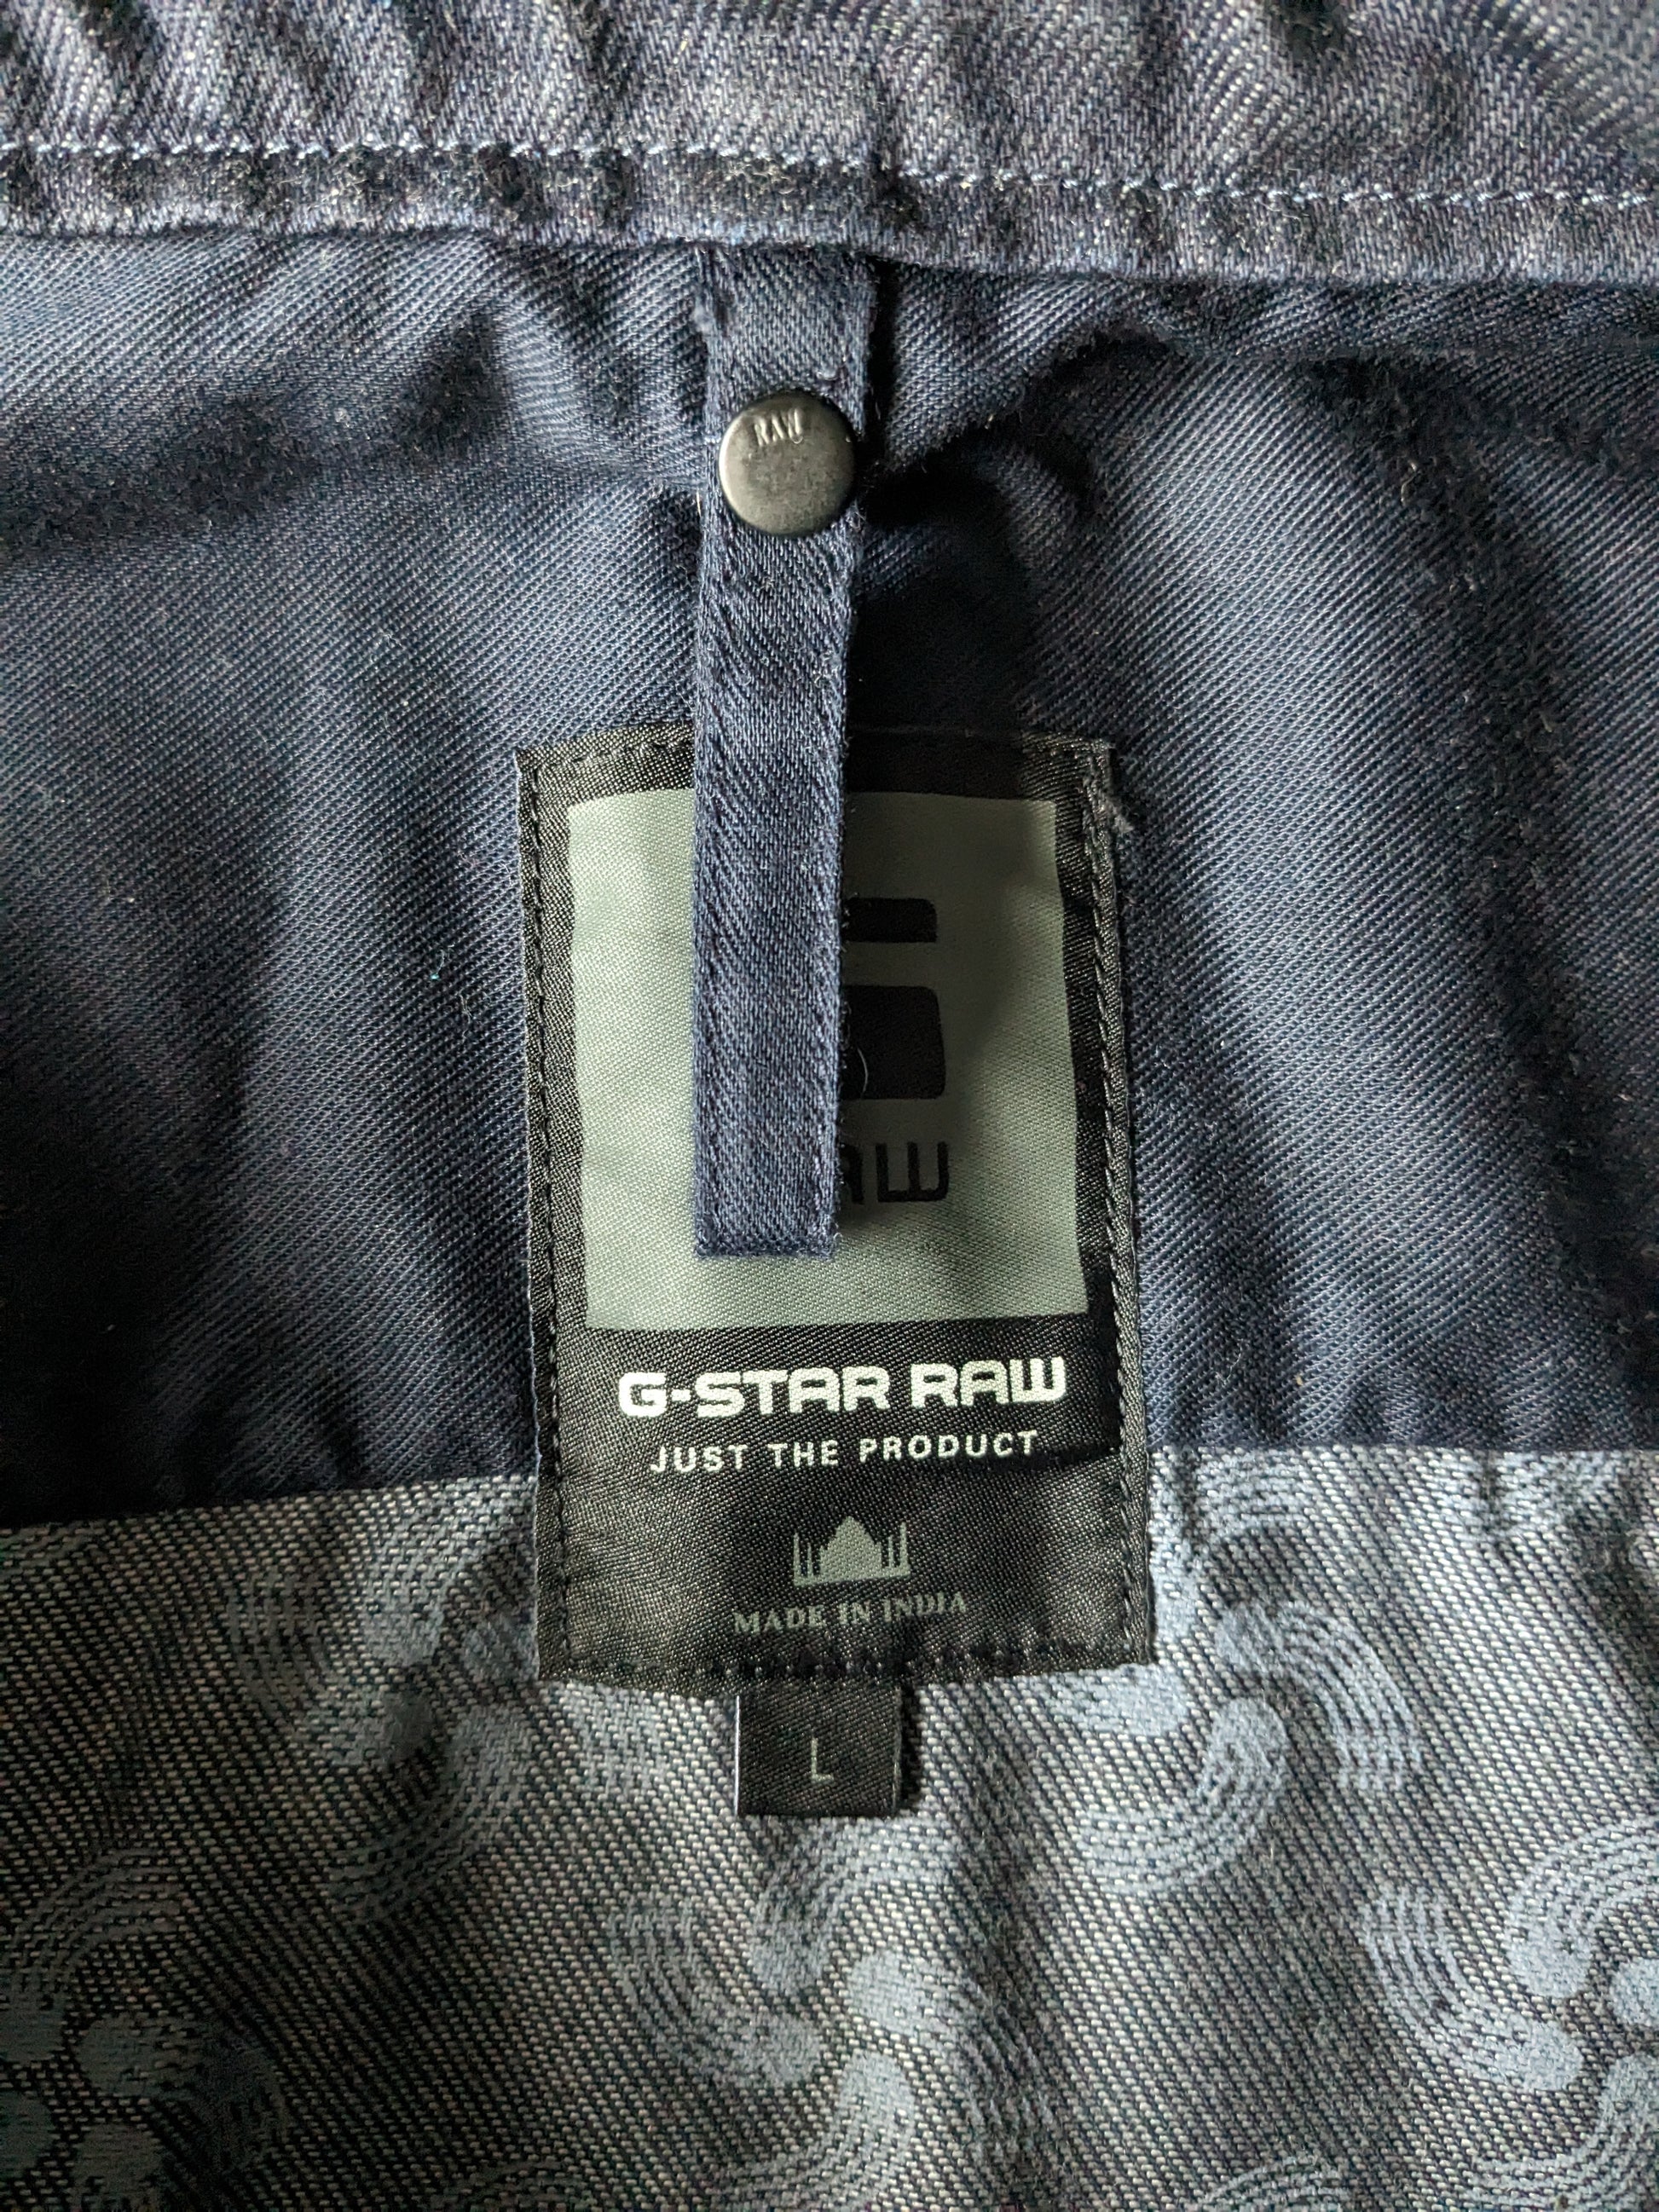 RAW
RAW
G-STAR RAW
JUST THE PRODUCT
MADE IN INDIA
L